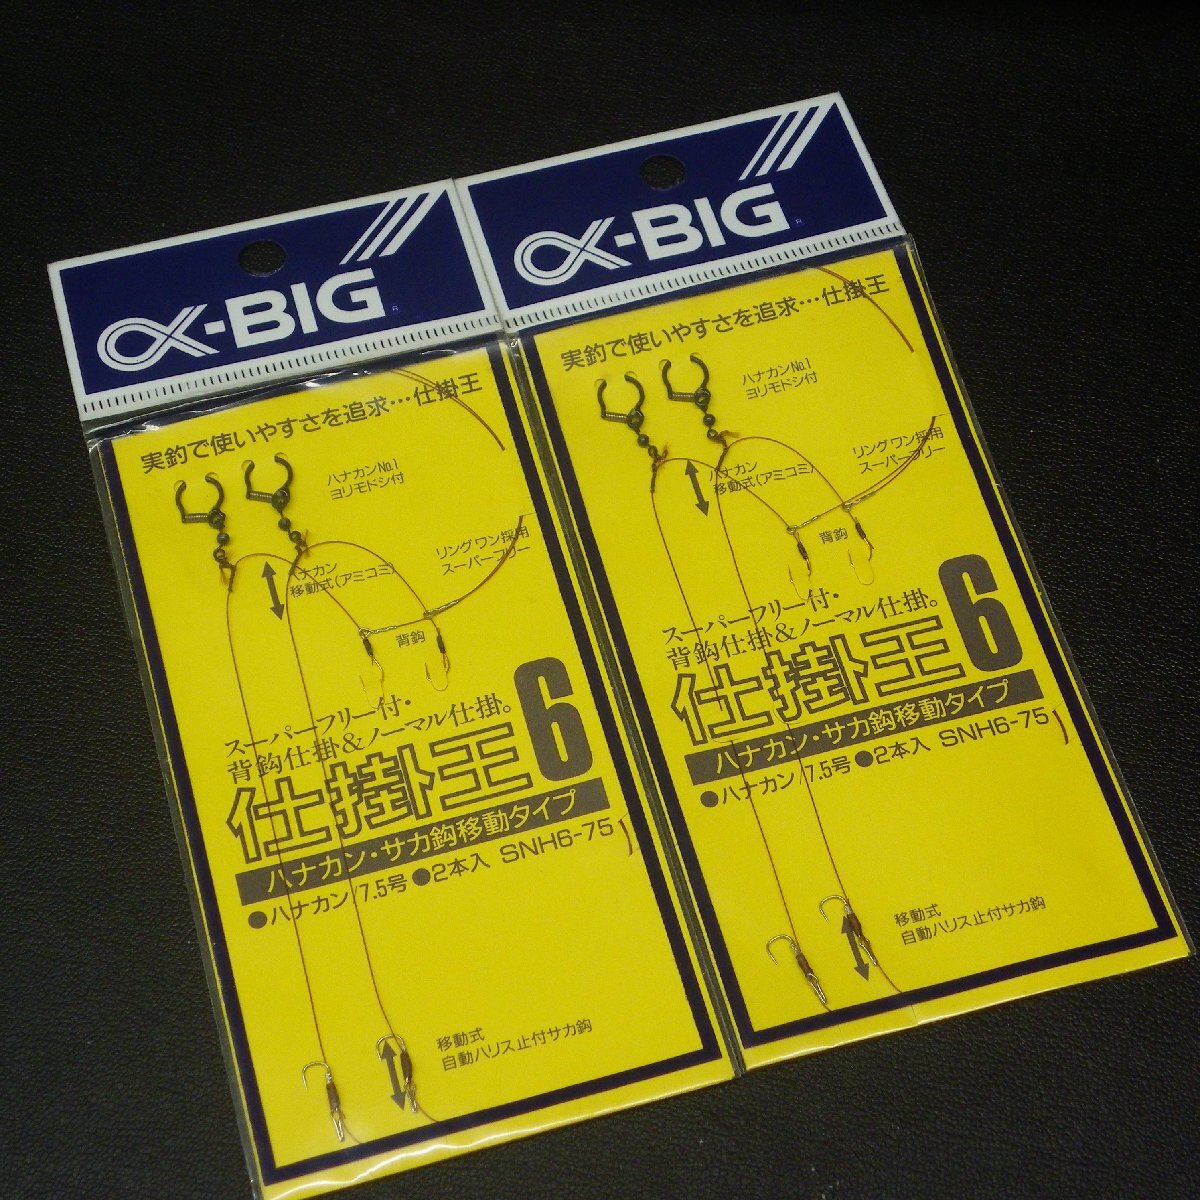 α-BIG
R
実釣で使いやすさを追求…仕掛王
ハナカンNo.1
ヨリモドシ付
リングワン採用
スーパーフリー
ハナカン
移動式(アミコミ)
背鈎
スーパーフリー付・
背鈎仕掛&ノーマル仕掛。
仕掛王6
ハナカン・サカ鈎移動タイプ
●ハナカン/7.5号 ●2本入 SNH6-75
移動式
自動ハリス止付サカ鈎
α-BIG
R
実釣で使いやすさを追求…仕掛王
ハナカンNo.1
ヨリモドシ付
リングワン採用
スーパーフリー
ハナカン
移動式(アミコミ)
背鈎
スーパーフリー付・
背鈎仕掛&ノーマル仕掛。
仕掛王6
ハナカン・サカ鈎移動タイプ
●ハナカン/7.5号 ●2本入 SNH6-75
移動式
自動ハリス止付サカ鈎